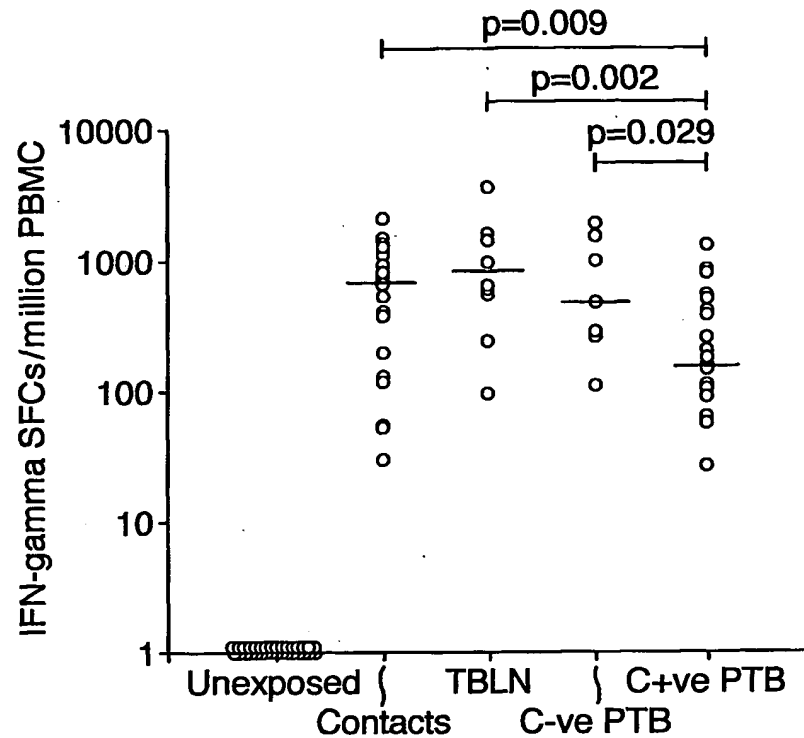 p=0.009
p=0.002
p=0.029
10000
1000
100
10
1
IFN-gamma SFCs/million PBMC
Unexposed
TBLN
C+ve PTB
Contacts
C-ve PTB